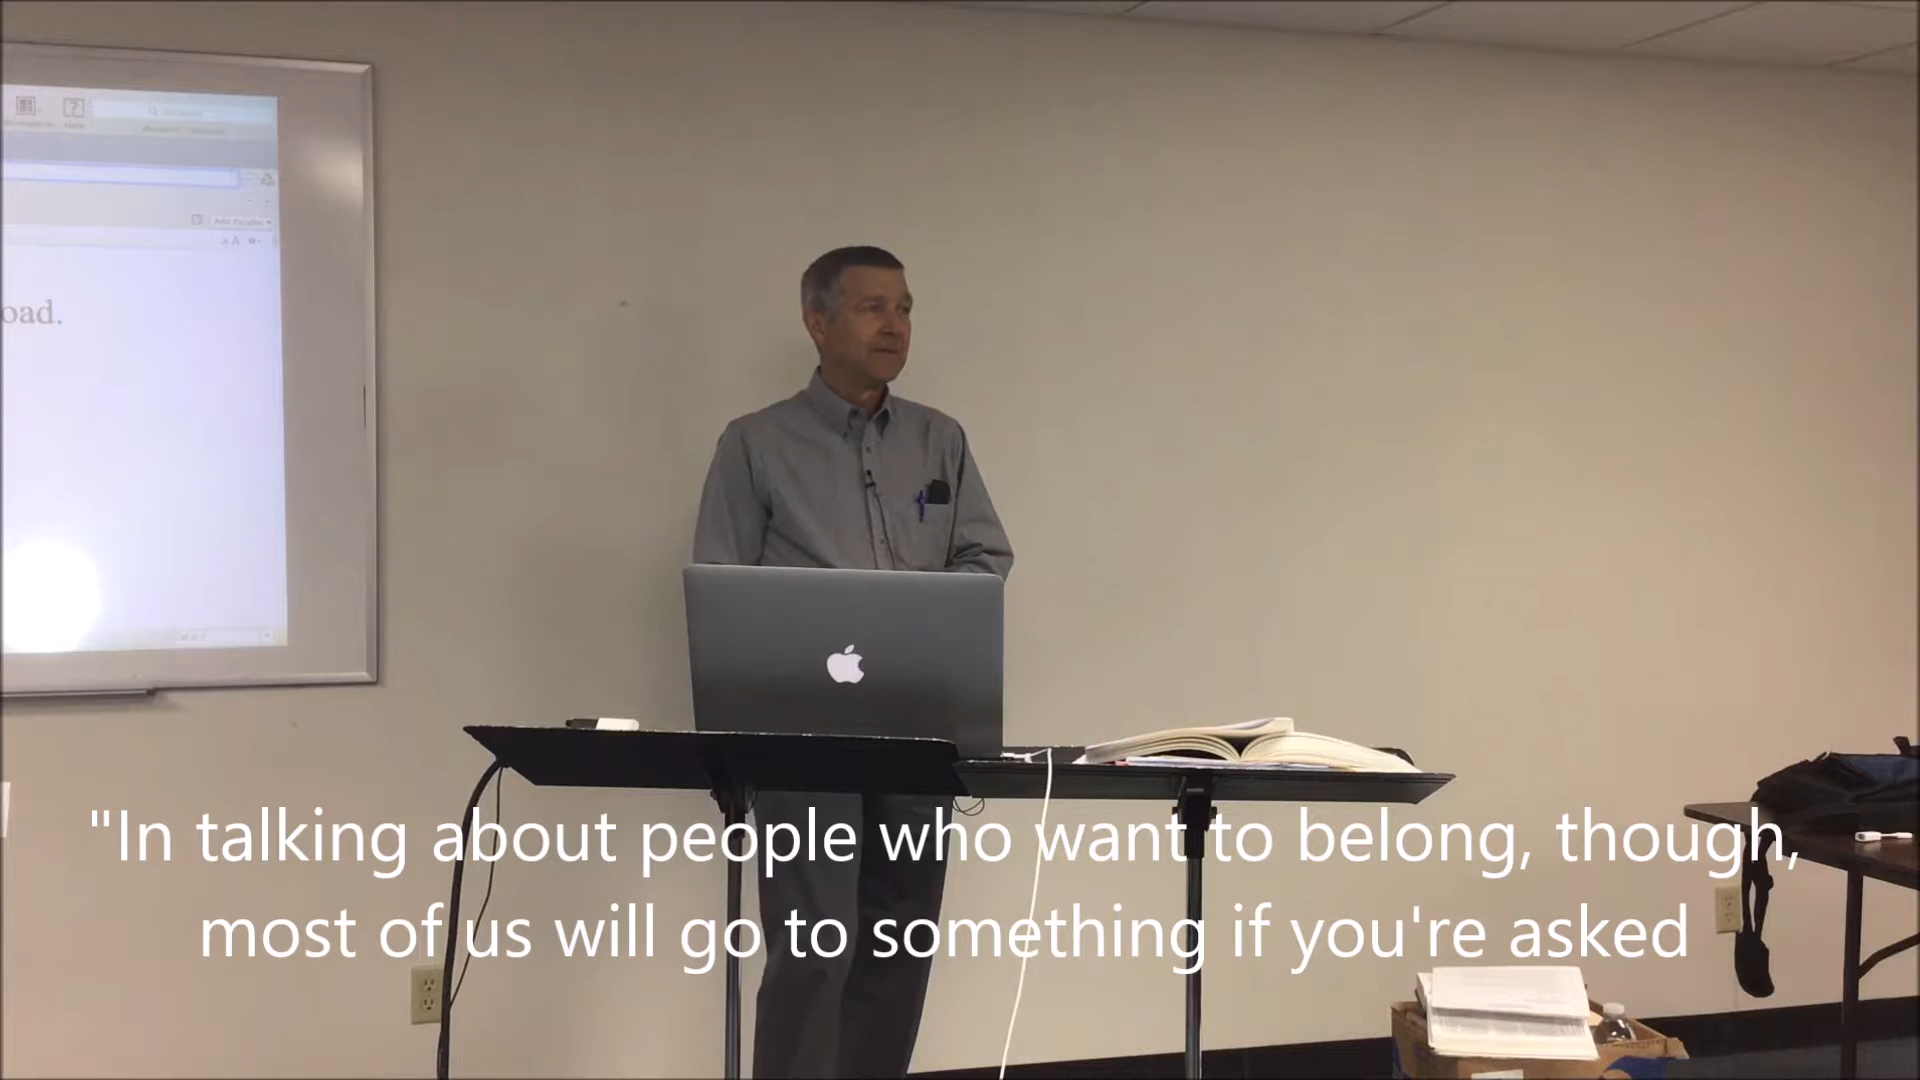 oad.
"In talking about people who want to belong, though,
most of us will go to something if you're asked